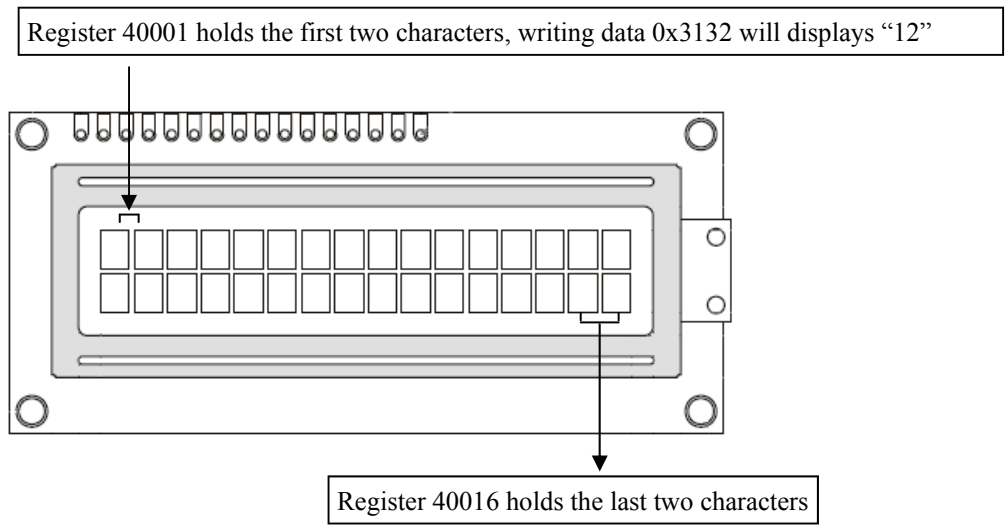 Register 40001 holds the first two characters, writing data 0x3132 will displays “12”
Register 40016 holds the last two characters